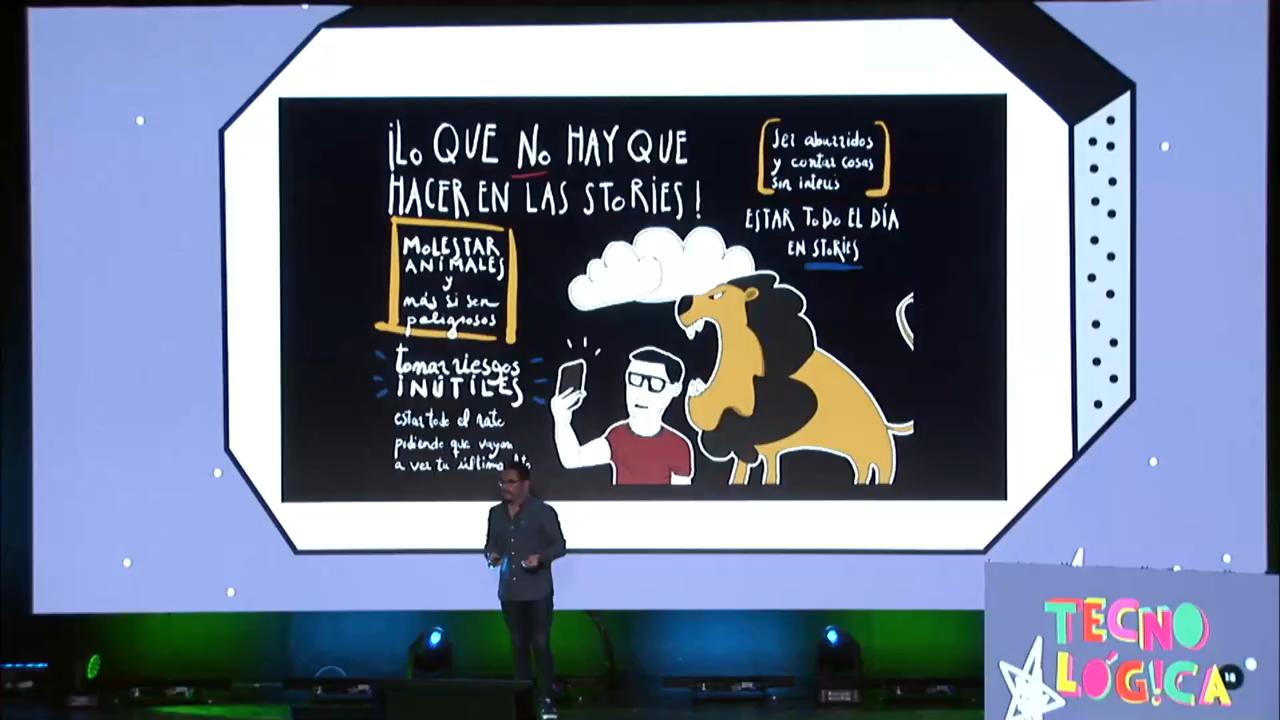 ¡Lo QUE No HAY QUE
HACER EN LAS SToRiES!
MoLESTAR
ANiMALES
y
más si son
peligrosos
tomar riesgos
iNÚTiLES
estar todo el rato
pidiendo que vayan
a ver tu última
Ser aburridos
y contar cosas
sin interés
ESTAR ToDo EL DÍA
EN SToRiES
TECNO
LÓG!CA
18